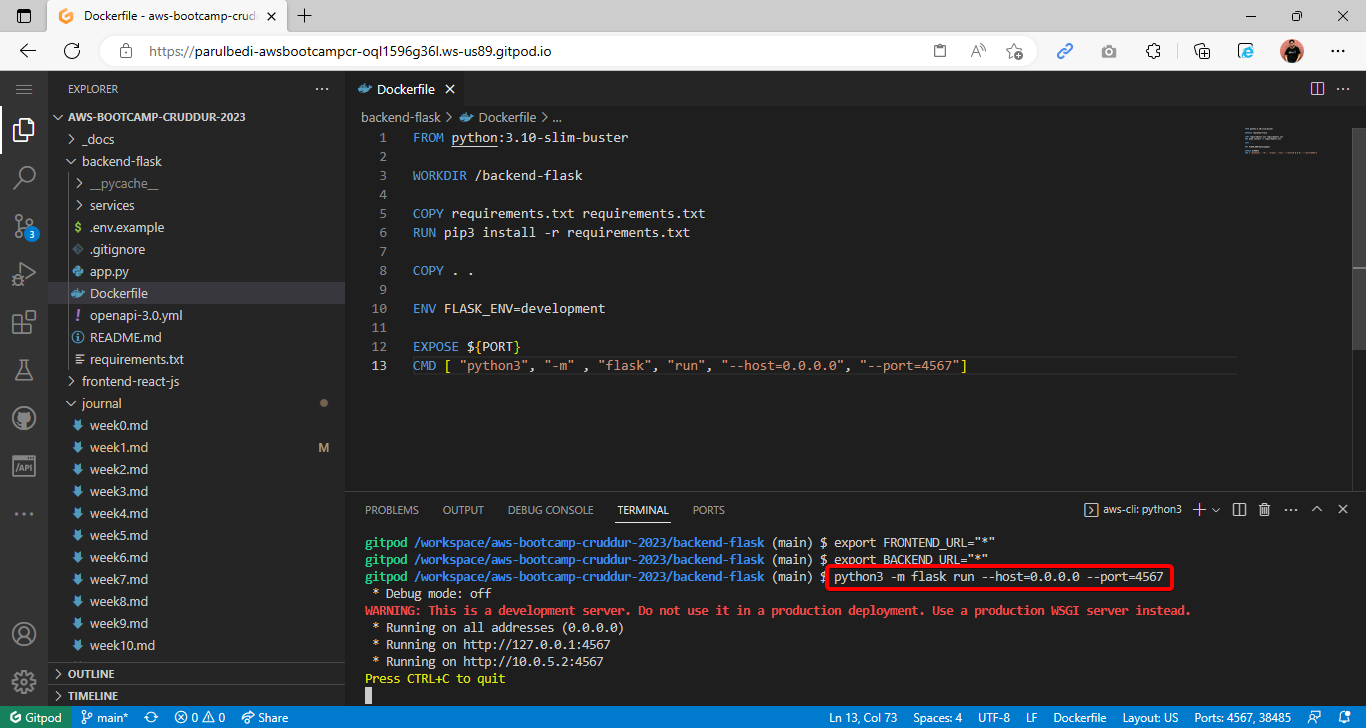 Dockerfile - aws-bootcamp-crudd
https://parulbedi-awsbootcampcr-oql1596g36l.ws-us89.gitpod.io
EXPLORER
AWS-BOOTCAMP-CRUDDUR-2023
_docs
backend-flask
__pycache__
services
$ .env.example
.gitignore
app.py
Dockerfile
! openapi-3.0.yml
README.md
requirements.txt
frontend-react-js
journal
week0.md
week1.md M
week2.md
week3.md
week4.md
week5.md
week6.md
week7.md
week8.md
week9.md
week10.md
OUTLINE
TIMELINE
3
/API
Dockerfile
backend-flask > Dockerfile > ...
1 FROM python:3.10-slim-buster
2
3 WORKDIR /backend-flask
4
5 COPY requirements.txt requirements.txt
6 RUN pip3 install -r requirements.txt
7
8 COPY . .
9
10 ENV FLASK_ENV=development
11
12 EXPOSE ${PORT}
13 CMD [ "python3", "-m" , "flask", "run", "--host=0.0.0.0", "--port=4567"]
PROBLEMS OUTPUT DEBUG CONSOLE TERMINAL PORTS aws-cli: python3
gitpod /workspace/aws-bootcamp-cruddur-2023/backend-flask (main) $ export FRONTEND_URL="*"
gitpod /workspace/aws-bootcamp-cruddur-2023/backend-flask (main) $ export BACKEND_URL="*"
gitpod /workspace/aws-bootcamp-cruddur-2023/backend-flask (main) $ python3 -m flask run --host=0.0.0.0 --port=4567
* Debug mode: off
WARNING: This is a development server. Do not use it in a production deployment. Use a production WSGI server instead.
* Running on all addresses (0.0.0.0)
* Running on http://127.0.0.1:4567
* Running on http://10.0.5.2:4567
Press CTRL+C to quit
Gitpod main* 0 0 Share Ln 13, Col 73 Spaces: 4 UTF-8 LF Dockerfile Layout: US Ports: 4567, 38485